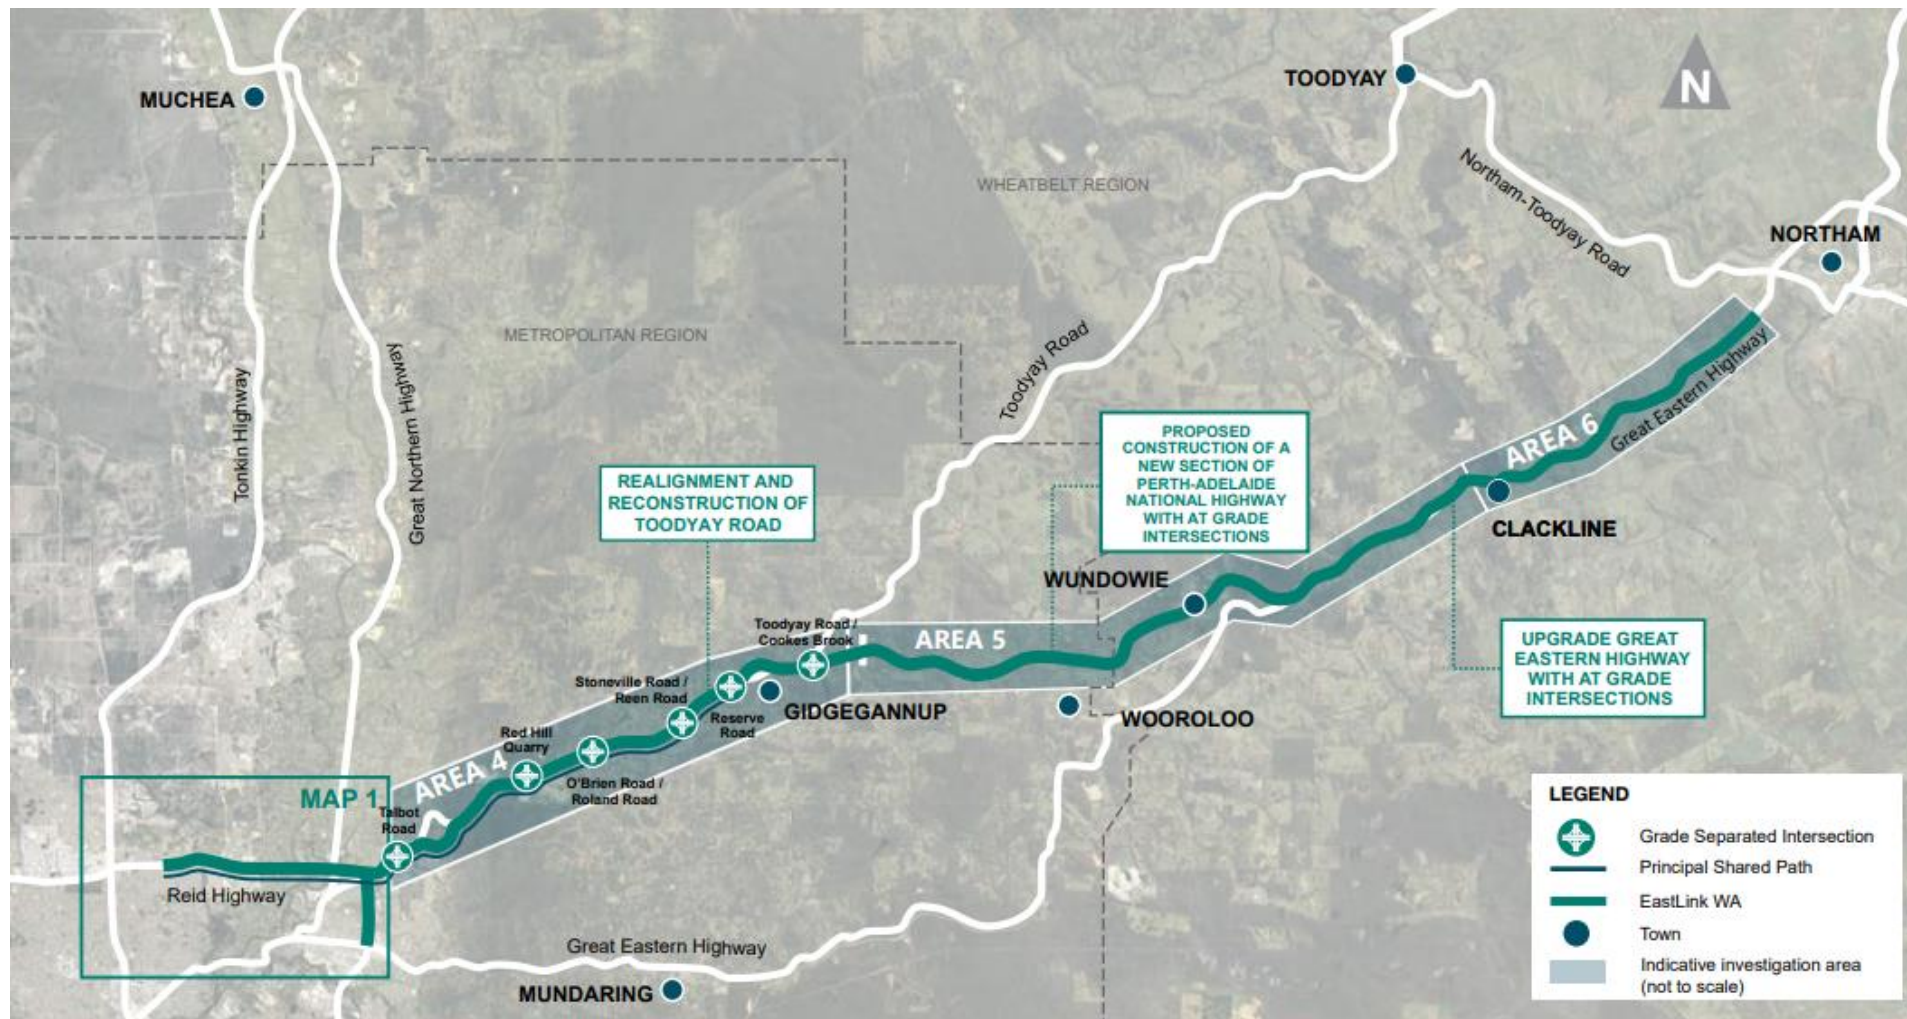 MUCHEA
TOODYAY
N
WHEATBELT REGION
Northam-Toodyay Road
NORTHAM
METROPOLITAN REGION
Tonkin Highway
Great Northern Highway
Toodyay Road
Great Eastern Highway
REALIGNMENT AND
RECONSTRUCTION OF
TOODYAY ROAD
PROPOSED
CONSTRUCTION OF A
NEW SECTION OF
PERTH-ADELAIDE
NATIONAL HIGHWAY
WITH AT GRADE
INTERSECTIONS
AREA 6
CLACKLINE
WUNDOWIE
Toodyay Road /
Cookes Brook
AREA 5
UPGRADE GREAT
EASTERN HIGHWAY
WITH AT GRADE
INTERSECTIONS
Stoneville Road /
Reen Road
GIDGEGANNUP
Reserve
Road
WOOROLOO
Red Hill
Quarry
AREA 4
O'Brien Road /
Roland Road
MAP 1
Talbot
Road
Reid Highway
Great Eastern Highway
MUNDARING
LEGEND
Grade Separated Intersection
Principal Shared Path
EastLink WA
Town
Indicative investigation area
(not to scale)